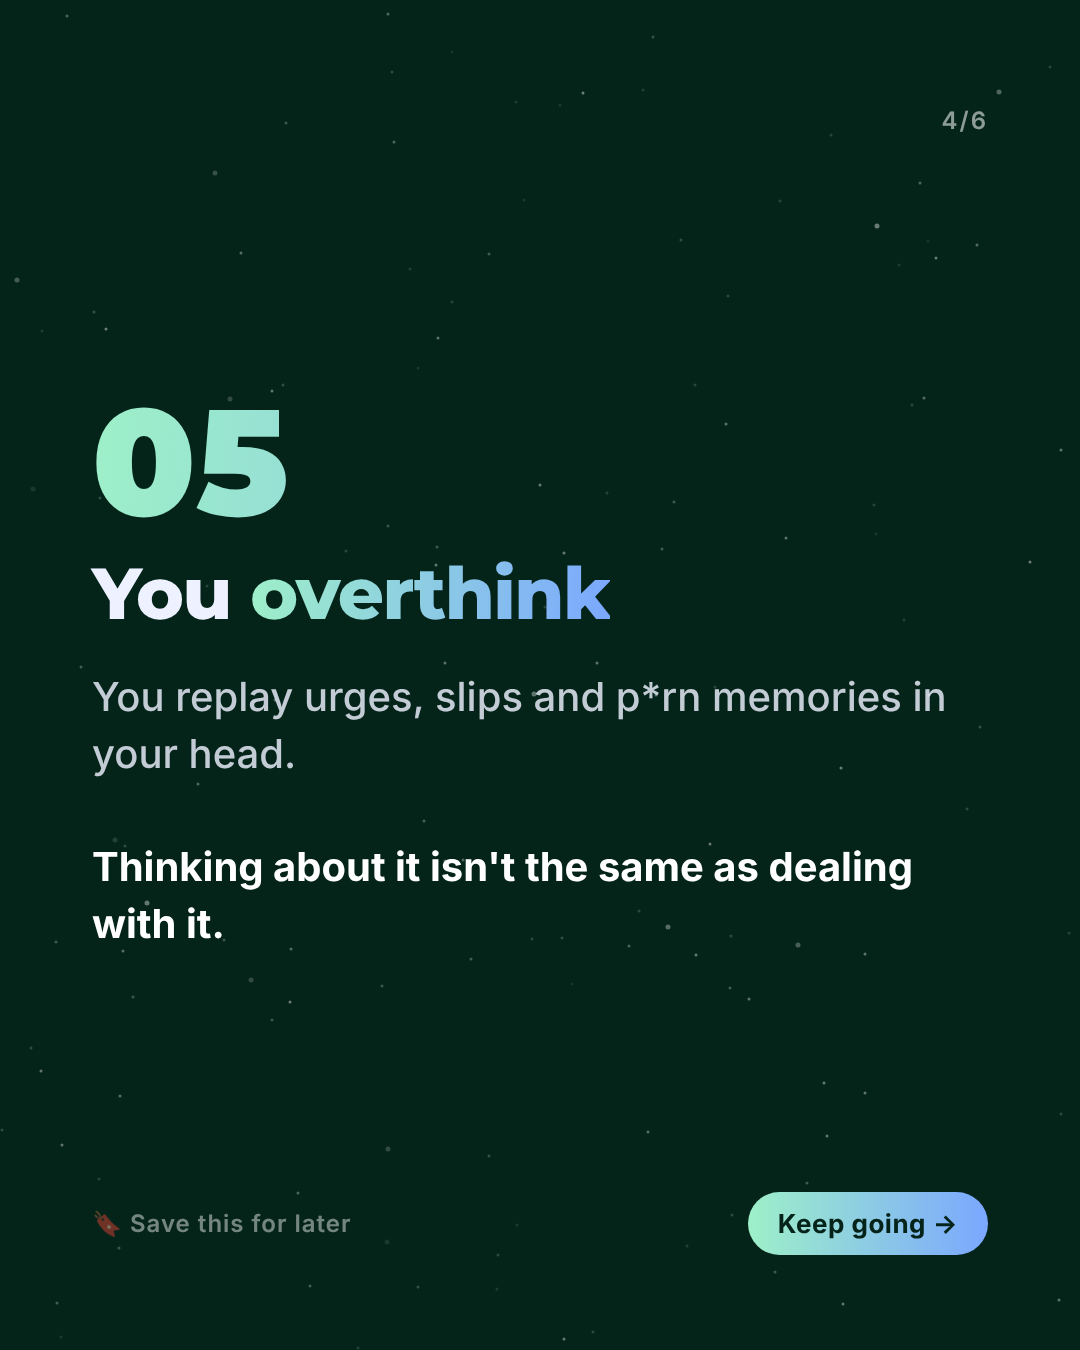 4/6
05
You overthink
You replay urges, slips and p*rn memories in
your head.
Thinking about it isn't the same as dealing
with it.
Save this for later
Keep going →